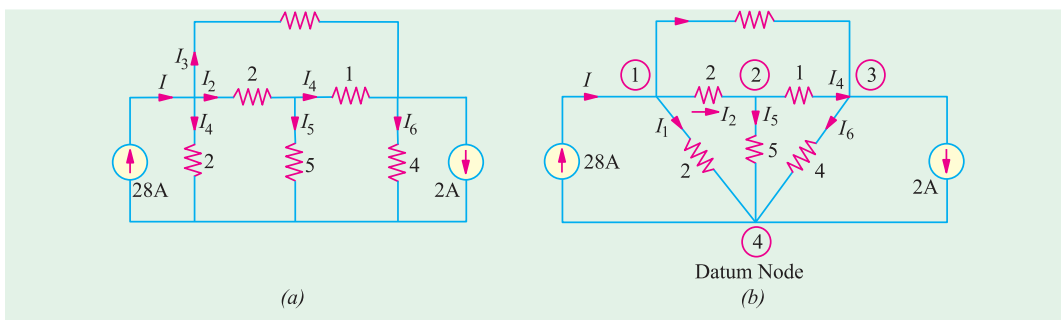 I₃
I I₂ 2 I₄ 1
I₄ I₅ I₆
28A 2 5 4 2A
(a)
1 2 3
I 2 1 I₄
I₂
I₁ I₅ I₆
28A 2 5 4 2A
4
Datum Node
(b)